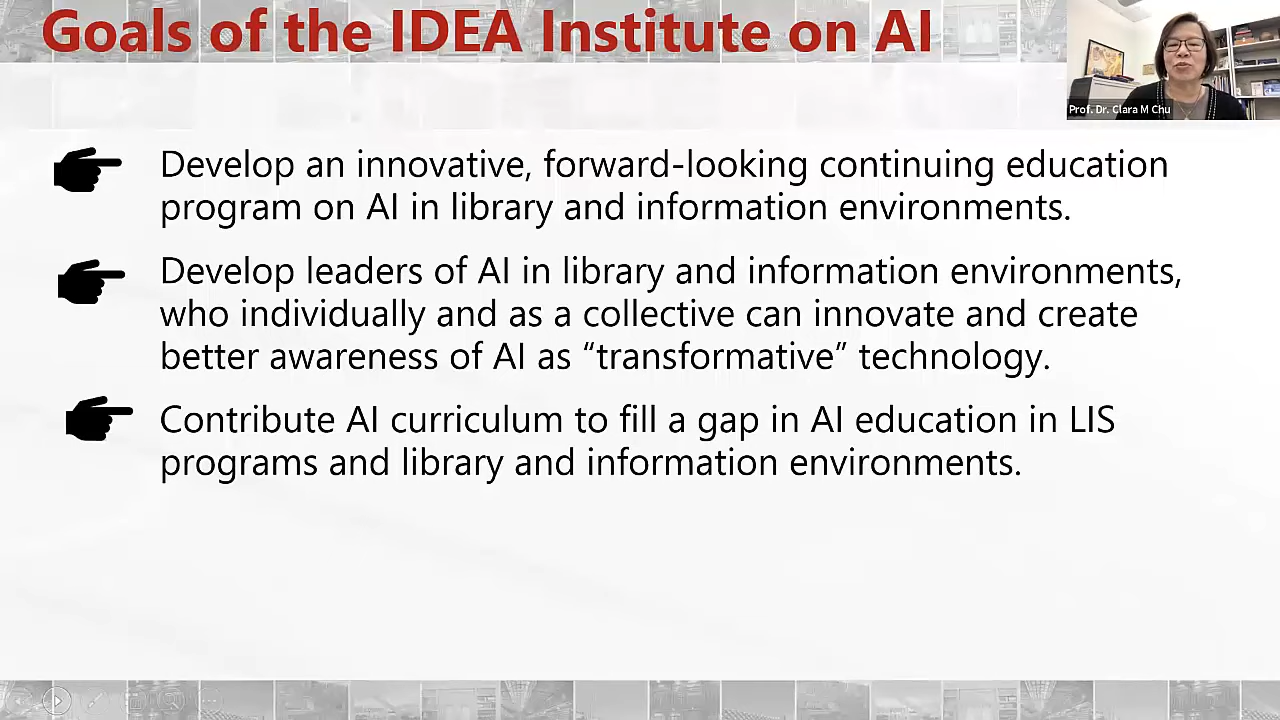 Goals of the IDEA Institute on AI
Prof. Dr. Clara M Chu
Develop an innovative, forward-looking continuing education
program on AI in library and information environments.
Develop leaders of AI in library and information environments,
who individually and as a collective can innovate and create
better awareness of AI as “transformative” technology.
Contribute AI curriculum to fill a gap in AI education in LIS
programs and library and information environments.